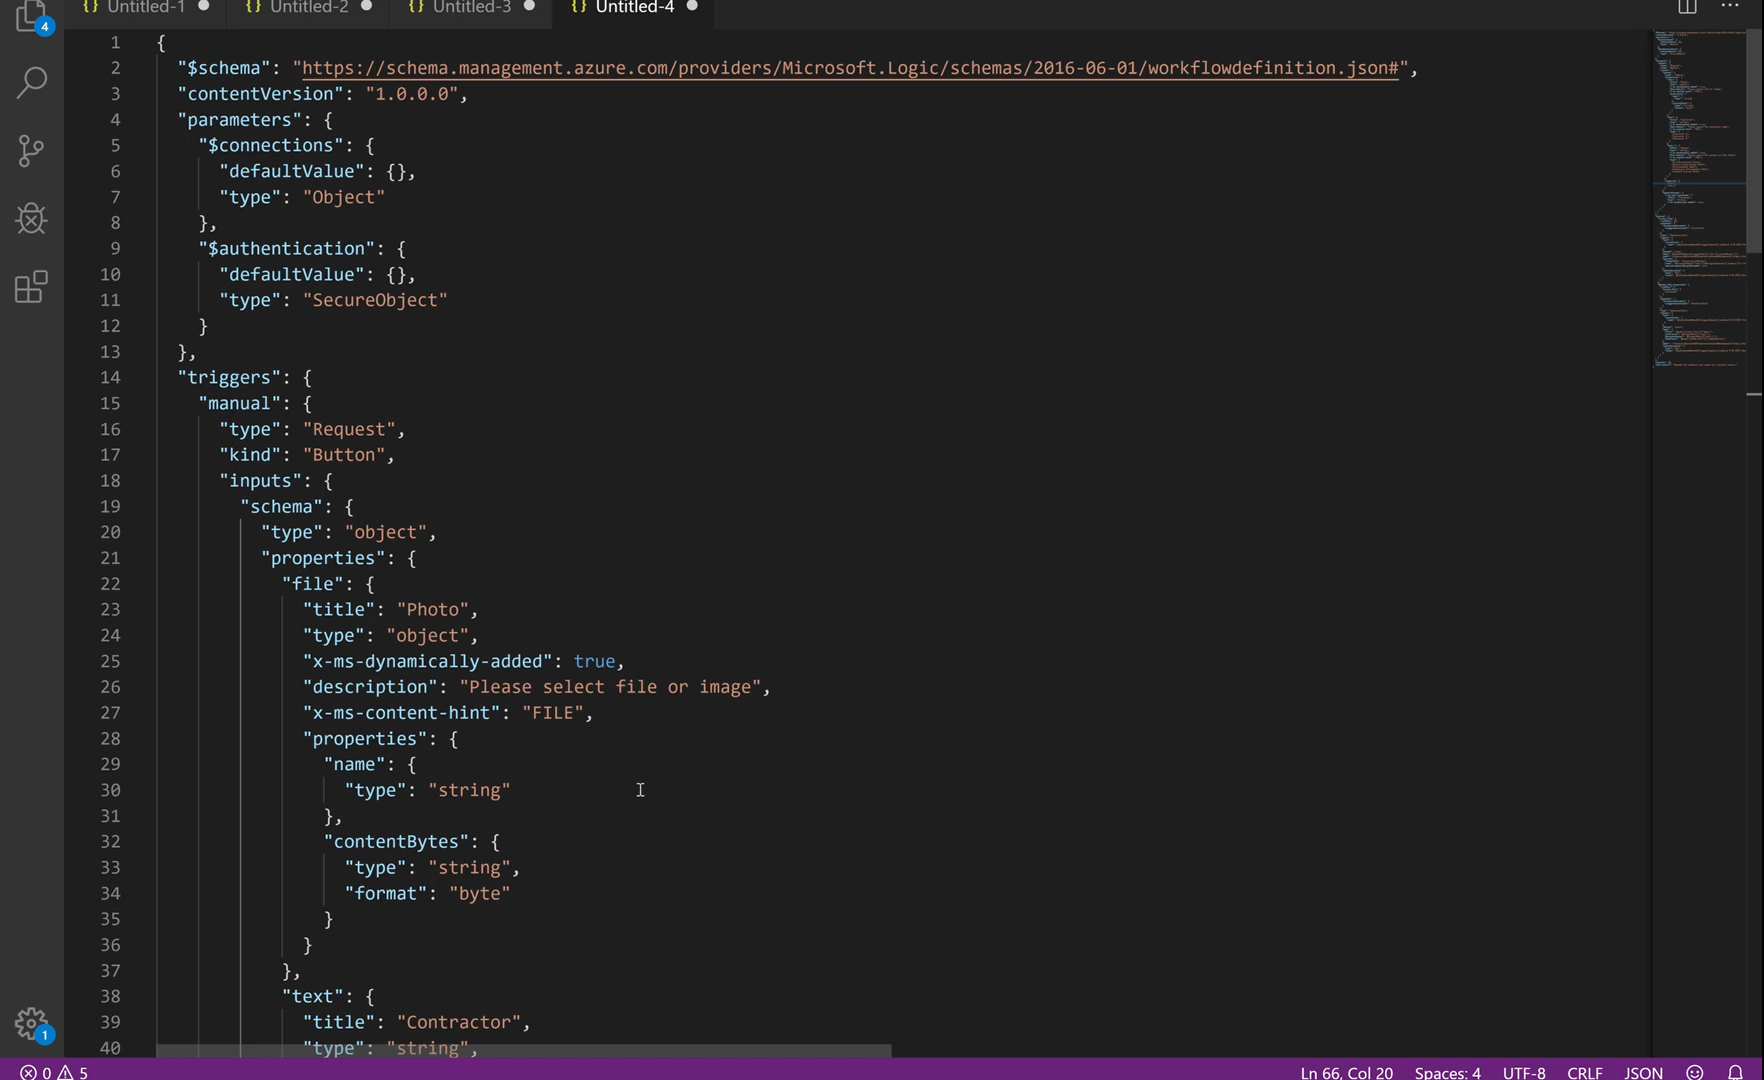 {} Untitled-1 {} Untitled-2 {} Untitled-3 {} Untitled-4 ...
4
1 {
2 "$schema": "https://schema.management.azure.com/providers/Microsoft.Logic/schemas/2016-06-01/workflowdefinition.json#",
3 "contentVersion": "1.0.0.0",
4 "parameters": {
5 "$connections": {
6 "defaultValue": {},
7 "type": "Object"
8 },
9 "$authentication": {
10 "defaultValue": {},
11 "type": "SecureObject"
12 }
13 },
14 "triggers": {
15 "manual": {
16 "type": "Request",
17 "kind": "Button",
18 "inputs": {
19 "schema": {
20 "type": "object",
21 "properties": {
22 "file": {
23 "title": "Photo",
24 "type": "object",
25 "x-ms-dynamically-added": true,
26 "description": "Please select file or image",
27 "x-ms-content-hint": "FILE",
28 "properties": {
29 "name": {
30 "type": "string"
31 },
32 "contentBytes": {
33 "type": "string",
34 "format": "byte"
35 }
36 }
37 },
38 "text": {
39 "title": "Contractor",
40 "type": "string",
1
0 5 Ln 66, Col 20 Spaces: 4 UTF-8 CRLF JSON